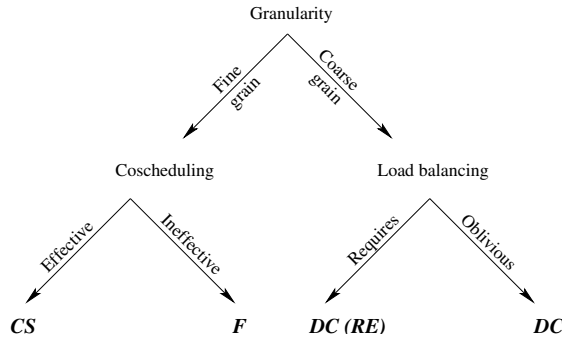 Granularity
Fine
grain
Coarse
grain
Coscheduling
Load balancing
Effective
Ineffective
Requires
Oblivious
CS
F
DC (RE)
DC